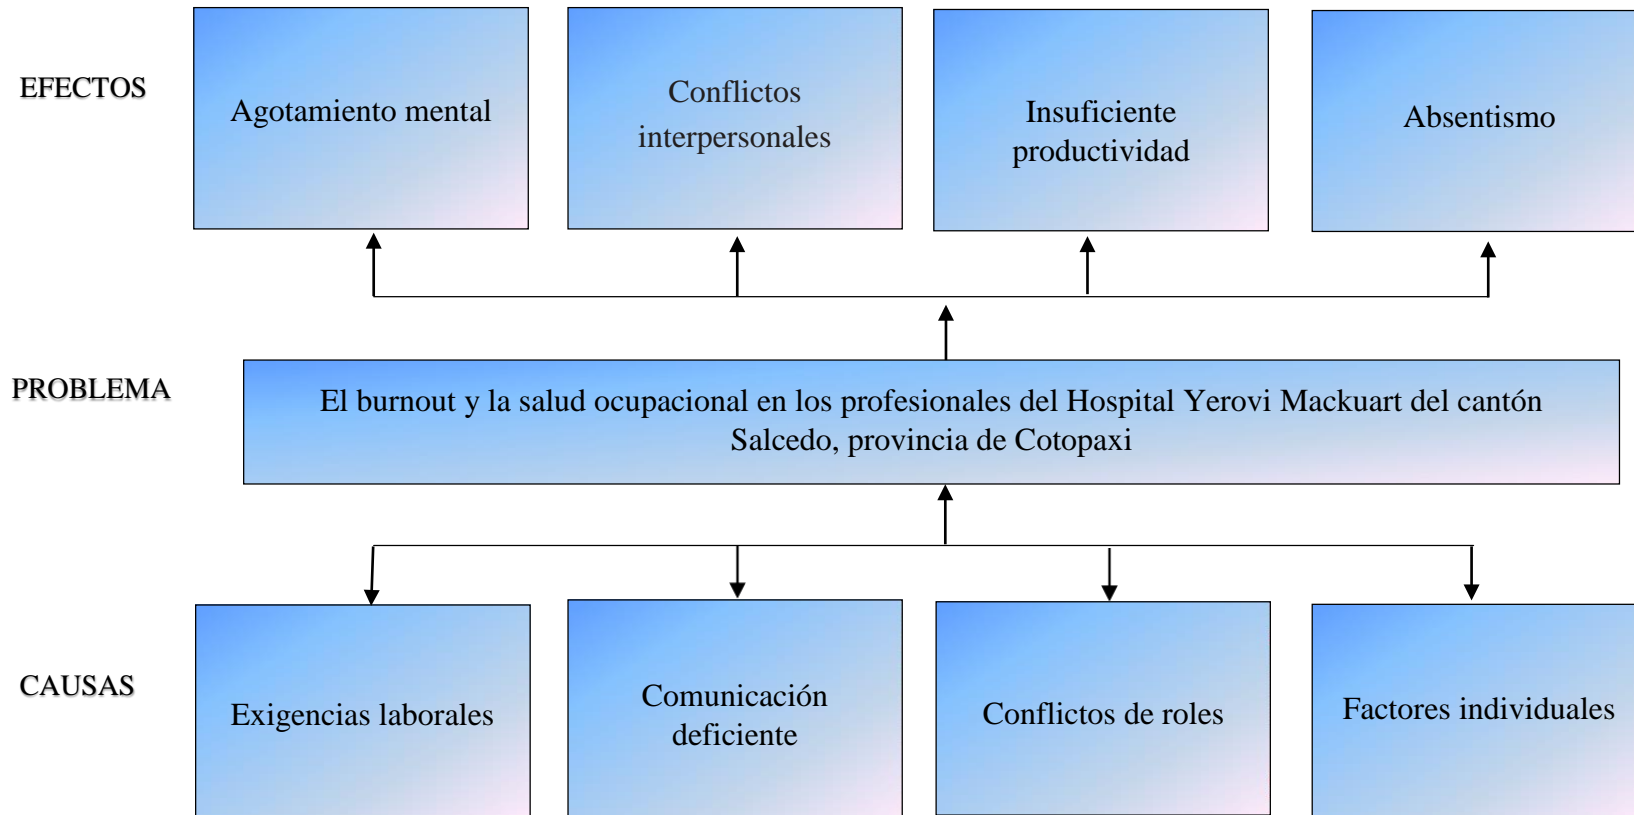 EFECTOS
Agotamiento mental
Conflictos
interpersonales
Insuficiente
productividad
Absentismo
PROBLEMA
El burnout y la salud ocupacional en los profesionales del Hospital Yerovi Mackuart del cantón
Salcedo, provincia de Cotopaxi
CAUSAS
Exigencias laborales
Comunicación
deficiente
Conflictos de roles
Factores individuales